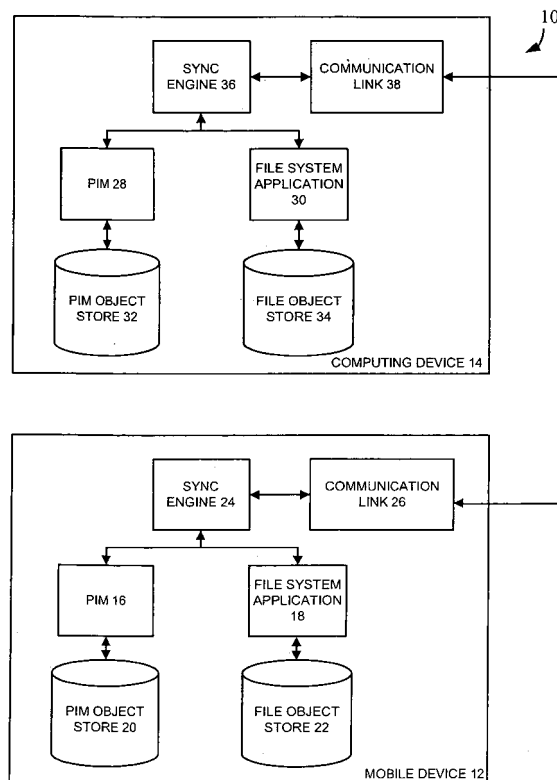 10
SYNC
ENGINE 36
COMMUNICATION
LINK 38
PIM 28
FILE SYSTEM
APPLICATION
30
PIM OBJECT
STORE 32
FILE OBJECT
STORE 34
COMPUTING DEVICE 14
SYNC
ENGINE 24
COMMUNICATION
LINK 26
PIM 16
FILE SYSTEM
APPLICATION
18
PIM OBJECT
STORE 20
FILE OBJECT
STORE 22
MOBILE DEVICE 12